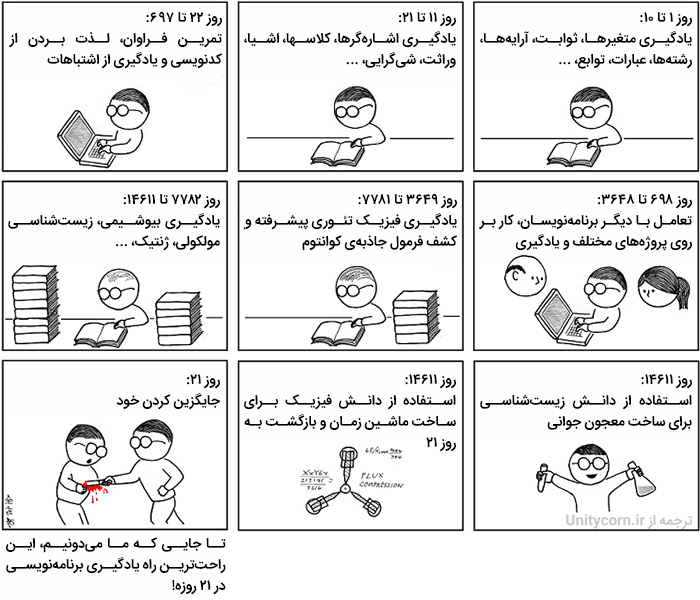 روز ۱ تا ۱۰:
یادگیری متغیرها، ثوابت، آرایه‌ها،
رشته‌ها، عبارات، توابع، ...
روز ۱۱ تا ۲۱:
یادگیری اشاره‌گرها، کلاسها، اشیا،
وراثت، شی‌گرایی، ...
روز ۲۲ تا ۶۹۷:
تمرین فراوان، لذت بردن از
کدنویسی و یادگیری از اشتباهات
روز ۶۹۸ تا ۳۶۴۸:
تعامل با دیگر برنامه‌نویسان، کار بر
روی پروژه‌های مختلف و یادگیری
روز ۳۶۴۹ تا ۷۷۸۱:
یادگیری فیزیک تئوری پیشرفته و
کشف فرمول جاذبه‌ی کوانتوم
روز ۷۷۸۲ تا ۱۴۶۱۱:
یادگیری بیوشیمی، زیست‌شناسی
مولکولی، ژنتیک، ...
روز ۱۴۶۱۱:
استفاده از دانش زیست‌شناسی
برای ساخت معجون جوانی
ترجمه از Unitycorn.ir
روز ۱۴۶۱۱:
استفاده از دانش فیزیک برای
ساخت ماشین زمان و بازگشت به
روز ۲۱
FLUX
COMPRESSION
روز ۲۱:
جایگزین کردن خود
تا جایی که ما می‌دونیم، این
راحت‌ترین راه یادگیری برنامه‌نویسی
در ۲۱ روزه!